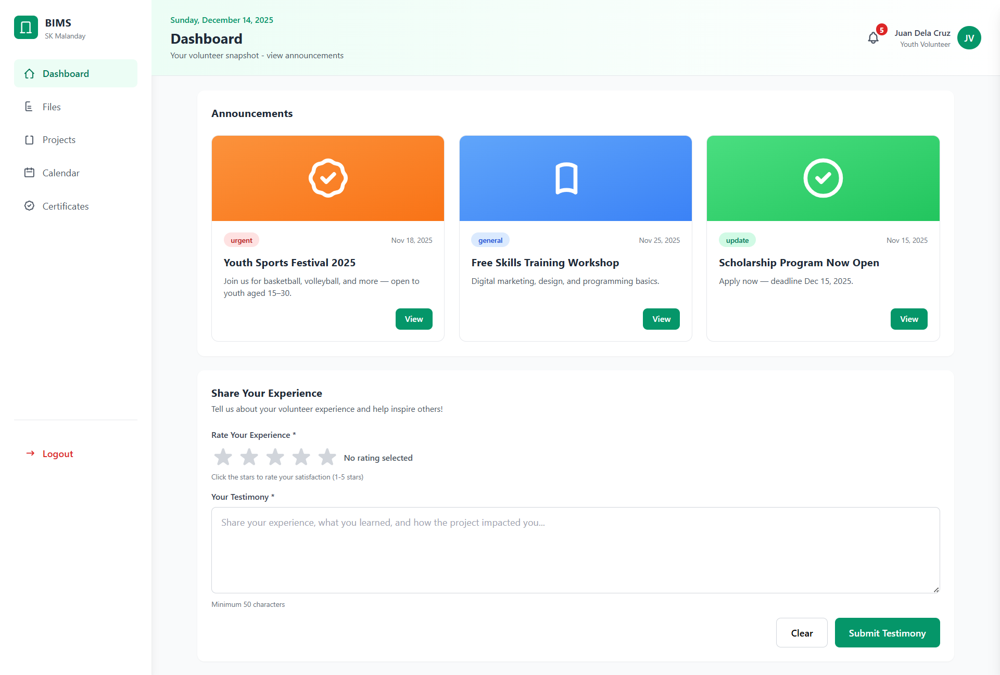 BIMS
SK Malanday
Dashboard
Files
Projects
Calendar
Certificates
Logout
Sunday, December 14, 2025
Dashboard
Your volunteer snapshot - view announcements
5
Juan Dela Cruz
Youth Volunteer
JV
Announcements
urgent
Nov 18, 2025
Youth Sports Festival 2025
Join us for basketball, volleyball, and more — open to
youth aged 15–30.
View
general
Nov 25, 2025
Free Skills Training Workshop
Digital marketing, design, and programming basics.
View
update
Nov 15, 2025
Scholarship Program Now Open
Apply now — deadline Dec 15, 2025.
View
Share Your Experience
Tell us about your volunteer experience and help inspire others!
Rate Your Experience *
No rating selected
Click the stars to rate your satisfaction (1-5 stars)
Your Testimony *
Share your experience, what you learned, and how the project impacted you...
Minimum 50 characters
Clear
Submit Testimony